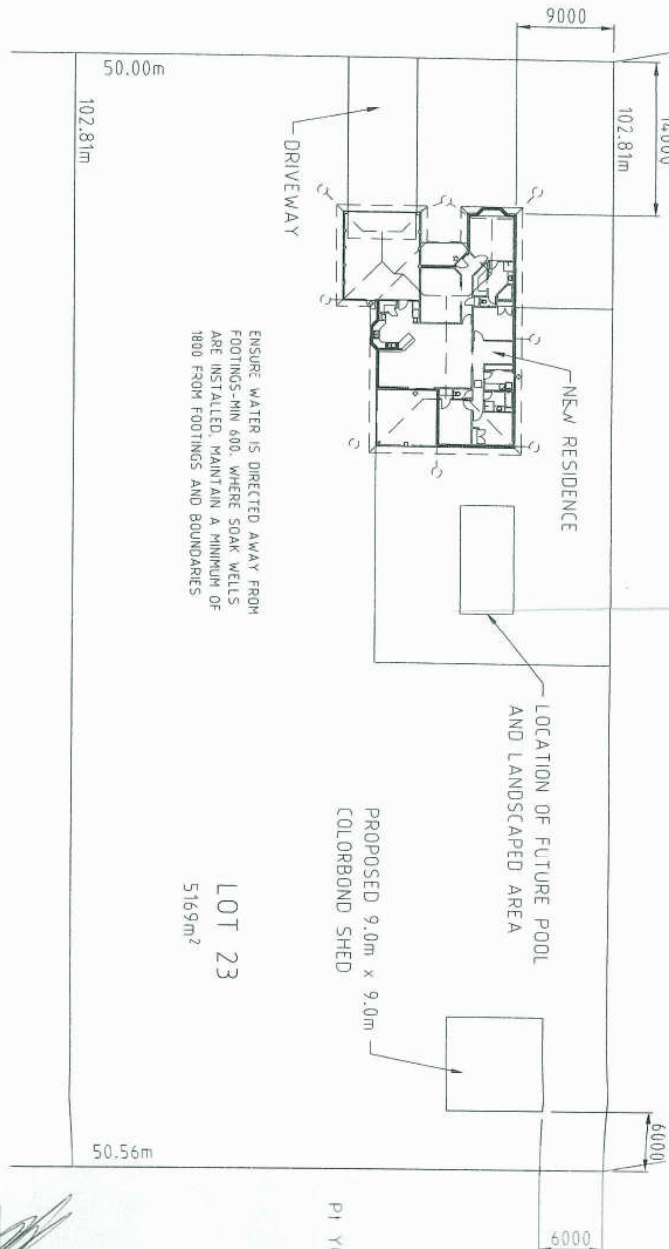 9000
50.00m
14000
102.81m
102.81m
DRIVEWAY
NEW RESIDENCE
ENSURE WATER IS DIRECTED AWAY FROM
FOOTINGS-MIN 600. WHERE SOAK WELLS
ARE INSTALLED, MAINTAIN A MINIMUM OF
1800 FROM FOOTINGS AND BOUNDARIES
LOCATION OF FUTURE POOL
AND LANDSCAPED AREA
PROPOSED 9.0m x 9.0m
COLORBOND SHED
LOT 23
5169m²
50.56m
6000
6000